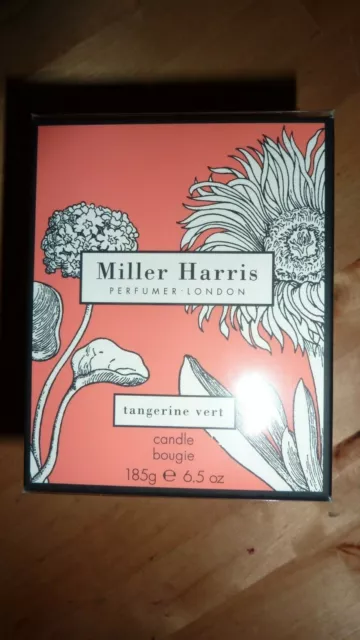 Miller Harris
PERFUMER · LONDON
tangerine vert
candle
bougie
185g e 6.5 oz